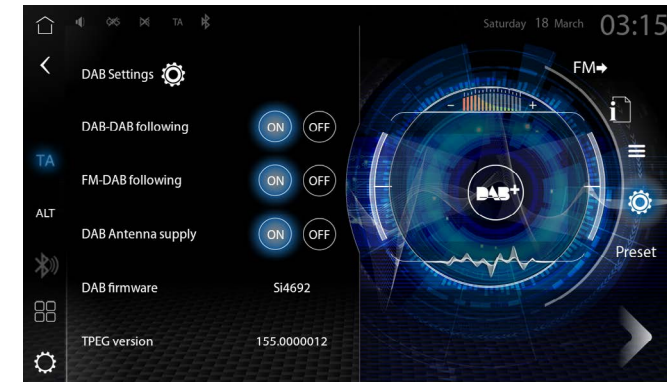 TA
Saturday 18 March 03:15
FM
DAB Settings
DAB-DAB following ON OFF
TA
FM-DAB following ON OFF
DAB+
ALT
DAB Antenna supply ON OFF
Preset
DAB firmware Si4692
TPEG version 155.0000012
- +
i